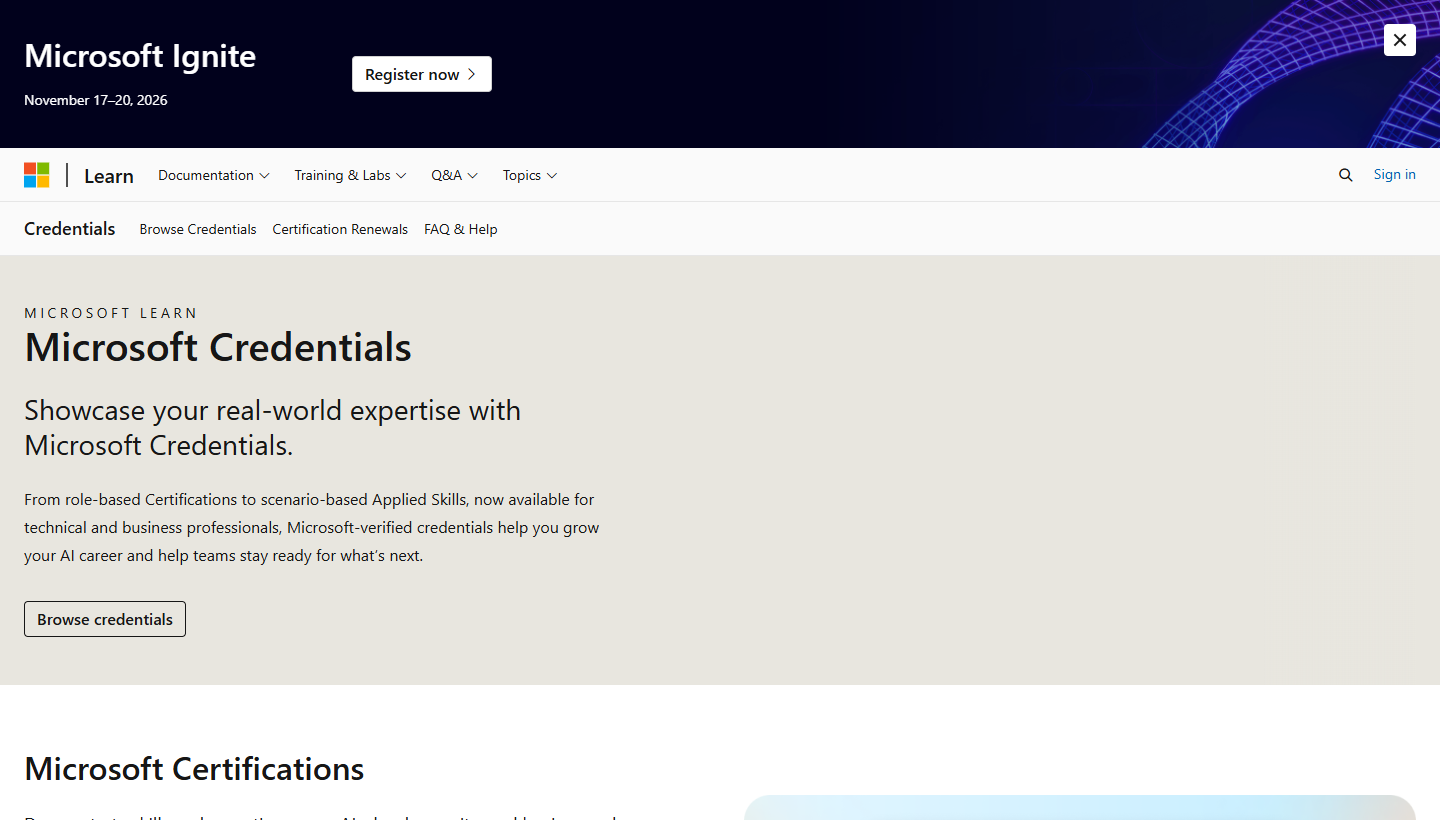 Microsoft Ignite
November 17–20, 2026
Register now
Learn
Documentation
Training & Labs
Q&A
Topics
Sign in
Credentials
Browse Credentials
Certification Renewals
FAQ & Help
MICROSOFT LEARN
Microsoft Credentials
Showcase your real-world expertise with
Microsoft Credentials.
From role-based Certifications to scenario-based Applied Skills, now available for
technical and business professionals, Microsoft-verified credentials help you grow
your AI career and help teams stay ready for what’s next.
Browse credentials
Microsoft Certifications